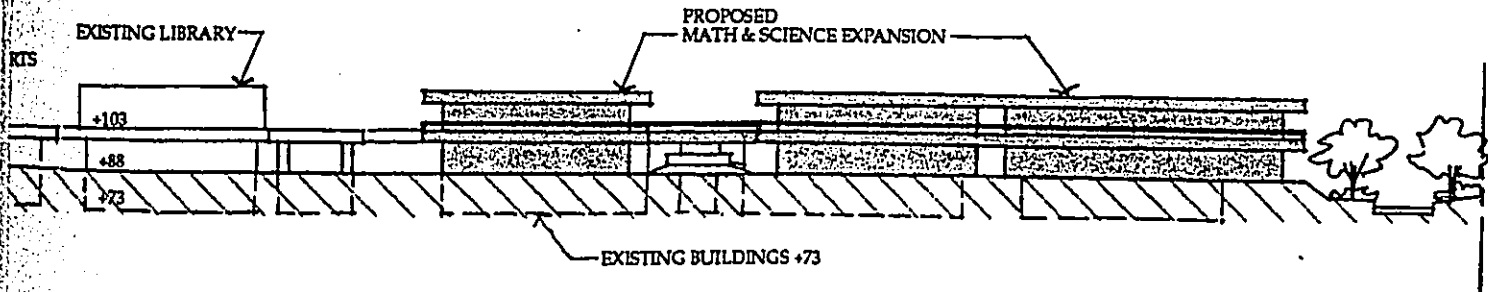 PROPOSED
MATH & SCIENCE EXPANSION
EXISTING LIBRARY
RTS
+103
+88
+73
EXISTING BUILDINGS +73